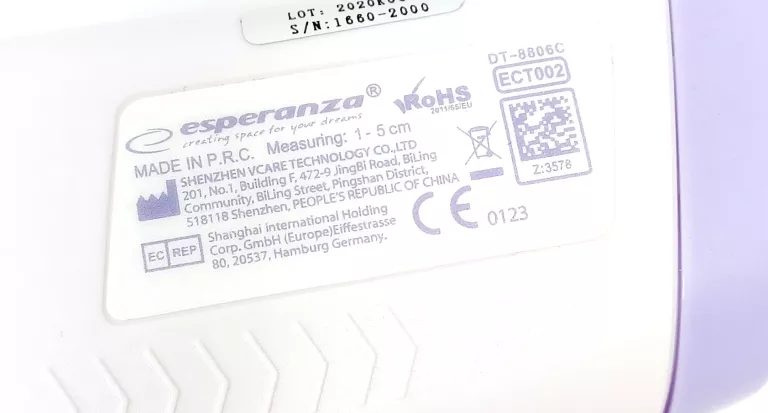 LOT: 2020
S/N:1660-2000
DT-8806C
ECT002
esperanza®
creating space for your dreams
RoHS
2011/65/EU
MADE IN P.R.C. Measuring: 1 - 5 cm
SHENZHEN VCARE TECHNOLOGY CO.,LTD
201, No.1, Building F, 472-9 JingBi Road, BiLing
Community, BiLing Street, Pingshan District,
518118 Shenzhen, PEOPLE'S REPUBLIC OF CHINA
Z:3578
EC REP
Shanghai international Holding
Corp. GmbH (Europe)Eiffestrasse
80, 20537, Hamburg Germany.
CE 0123